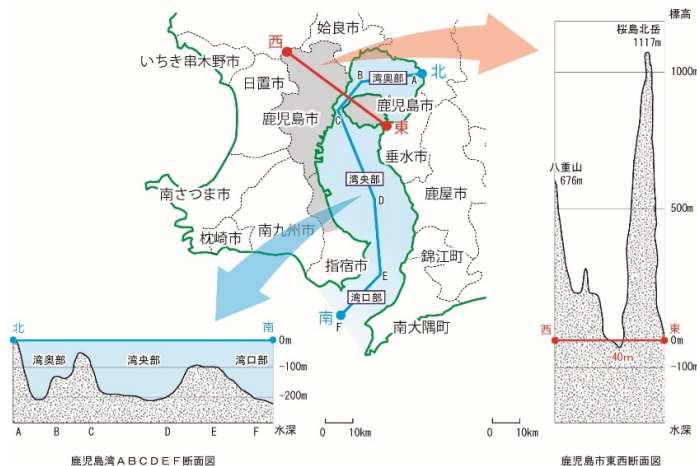 標高
桜島北岳
1117m
1000m
八重山
676m
500m
西
東
0m
-40m
-100m
水深
0 10km
鹿児島市東西断面図
姶良市
西
いちき串木野市
北
B
湾奥部
A
日置市
鹿児島市
鹿児島市
C
東
垂水市
湾央部
南さつま市
D
鹿屋市
南九州市
枕崎市
錦江町
指宿市
E
湾口部
南
F
南大隅町
北
南
0m
湾奥部
湾央部
湾口部
-100m
-200m
A B C D E F
水深
0 10km
鹿児島湾ABCDEF断面図